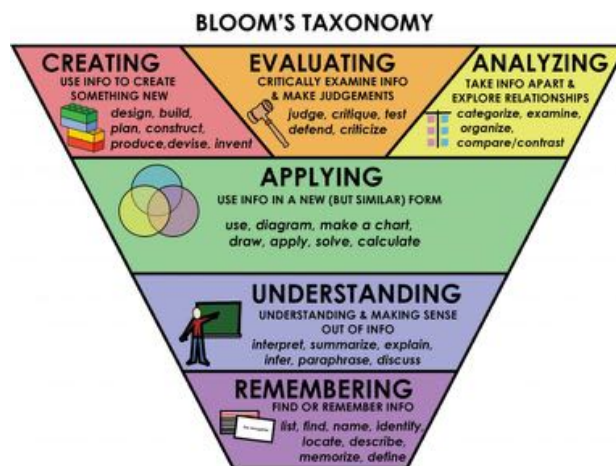 BLOOM'S TAXONOMY
CREATING
USE INFO TO CREATE
SOMETHING NEW
design, build,
plan, construct,
produce,devise, invent
EVALUATING
CRITICALLY EXAMINE INFO
& MAKE JUDGEMENTS
judge, critique, test
defend, criticize
ANALYZING
TAKE INFO APART &
EXPLORE RELATIONSHIPS
categorize, examine,
organize,
compare/contrast
APPLYING
USE INFO IN A NEW (BUT SIMILAR) FORM
use, diagram, make a chart,
draw, apply, solve, calculate
UNDERSTANDING
UNDERSTANDING & MAKING SENSE
OUT OF INFO
interpret, summarize, explain,
infer, paraphrase, discuss
REMEMBERING
FIND OR REMEMBER INFO
list, find, name, identify,
locate, describe,
memorize, define